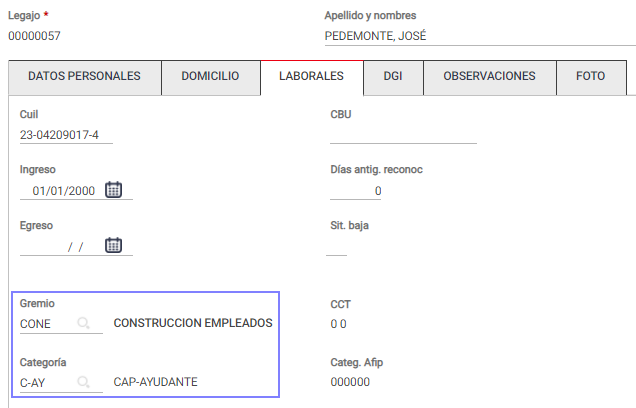 Legajo * Apellido y nombres
00000057 PEDEMONTE, JOSÉ
DATOS PERSONALES DOMICILIO LABORALES DGI OBSERVACIONES FOTO
Cuil CBU
23-04209017-4
Ingreso Días antig. reconoc
01/01/2000 0
Egreso Sit. baja
/ /
Gremio CCT
CONE CONSTRUCCION EMPLEADOS 0 0
Categoría Categ. Afip
C-AY CAP-AYUDANTE 000000